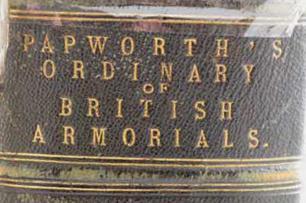 PAPWORTH'S
ORDINARY
OF
BRITISH
ARMORIALS.